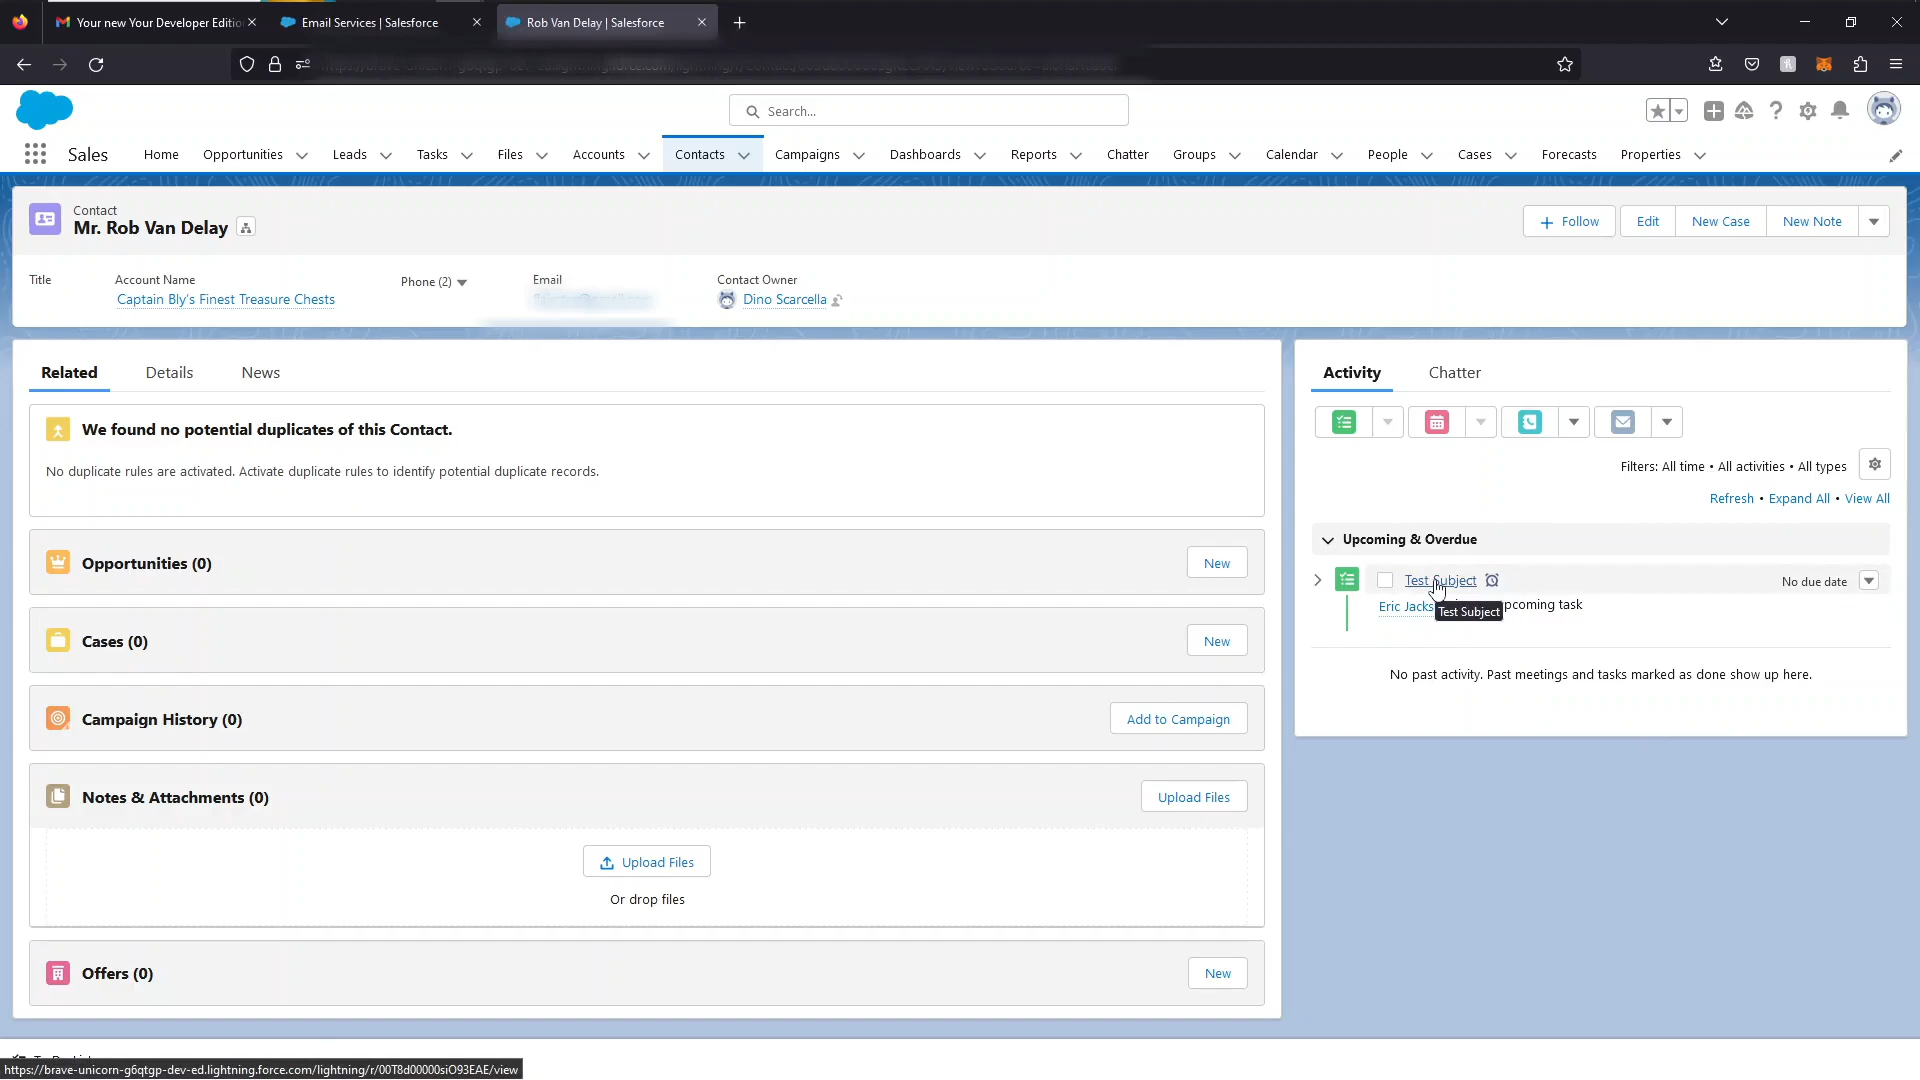 Your new Your Developer Editio
Email Services | Salesforce
Rob Van Delay | Salesforce
Search...
Sales
Home
Opportunities
Leads
Tasks
Files
Accounts
Contacts
Campaigns
Dashboards
Reports
Chatter
Groups
Calendar
People
Cases
Forecasts
Properties
Contact
Mr. Rob Van Delay
Follow
Edit
New Case
New Note
Title
Account Name
Phone (2)
Email
Contact Owner
Captain Bly's Finest Treasure Chests
Dino Scarcella
Related
Details
News
We found no potential duplicates of this Contact.
No duplicate rules are activated. Activate duplicate rules to identify potential duplicate records.
Opportunities (0)
New
Cases (0)
New
Campaign History (0)
Add to Campaign
Notes & Attachments (0)
Upload Files
Upload Files
Or drop files
Offers (0)
New
Activity
Chatter
Filters: All time • All activities • All types
Refresh • Expand All • View All
Upcoming & Overdue
Test Subject
No due date
Eric Jacks
pcoming task
Test Subject
No past activity. Past meetings and tasks marked as done show up here.
https://brave-unicorn-g6qtgp-dev-ed.lightning.force.com/lightning/r/00T8d00000siO93EAE/view